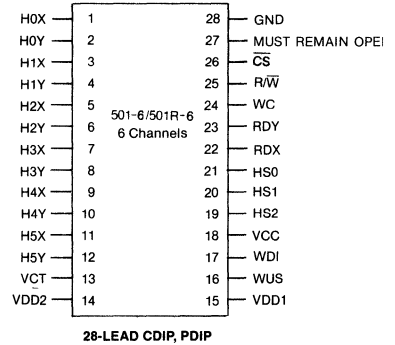 H0X 1 28 GND
H0Y 2 27 MUST REMAIN OPE
H1X 3 26 C̅S̅
H1Y 4 25 R/W̅
H2X 5 24 WC
501-6/501R-6
H2Y 6 23 RDY
6 Channels
H3X 7 22 RDX
H3Y 8 21 HS0
H4X 9 20 HS1
H4Y 10 19 HS2
H5X 11 18 VCC
H5Y 12 17 WDI
VCT 13 16 WUS
VDD2 14 15 VDD1
28-LEAD CDIP, PDIP